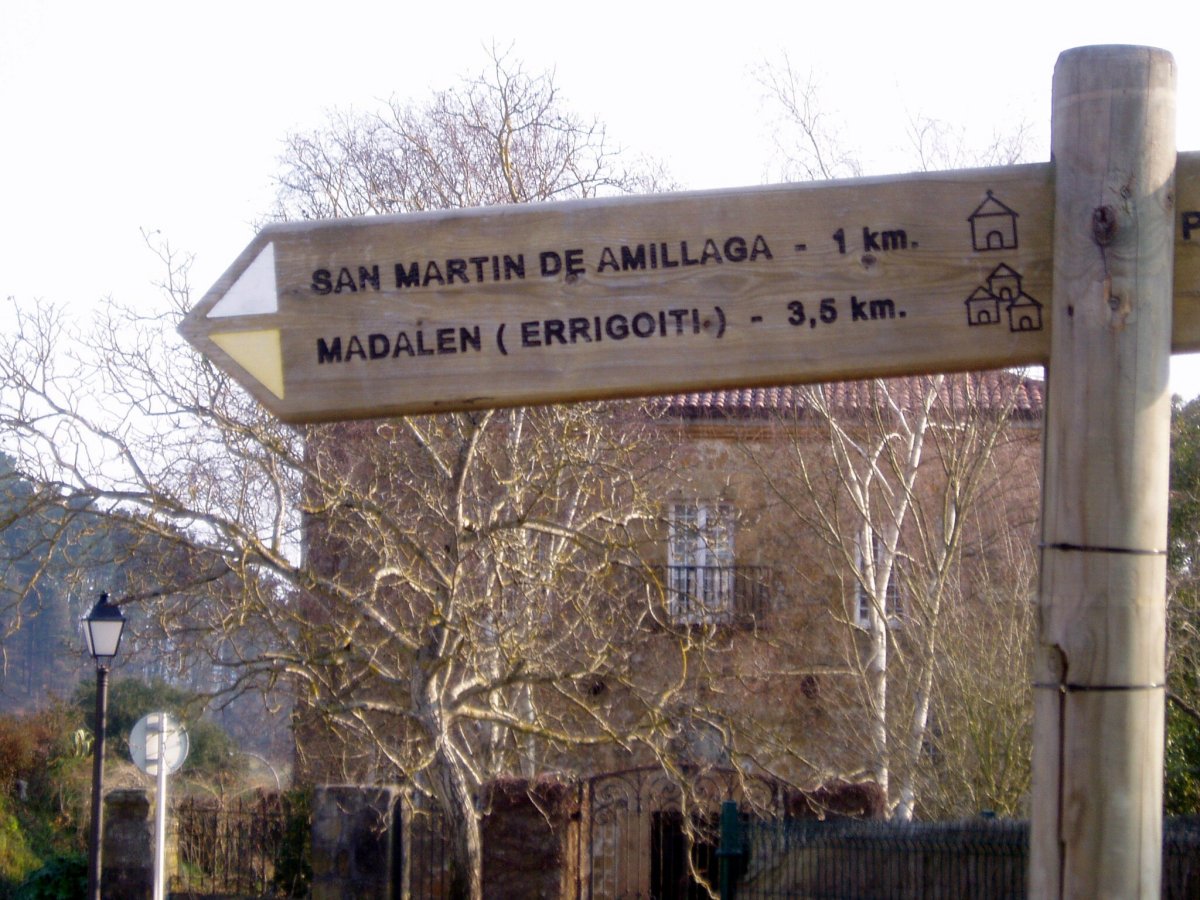 SAN MARTIN DE AMILLAGA - 1 km.
MADALEN ( ERRIGOITI ) - 3,5 km.
P